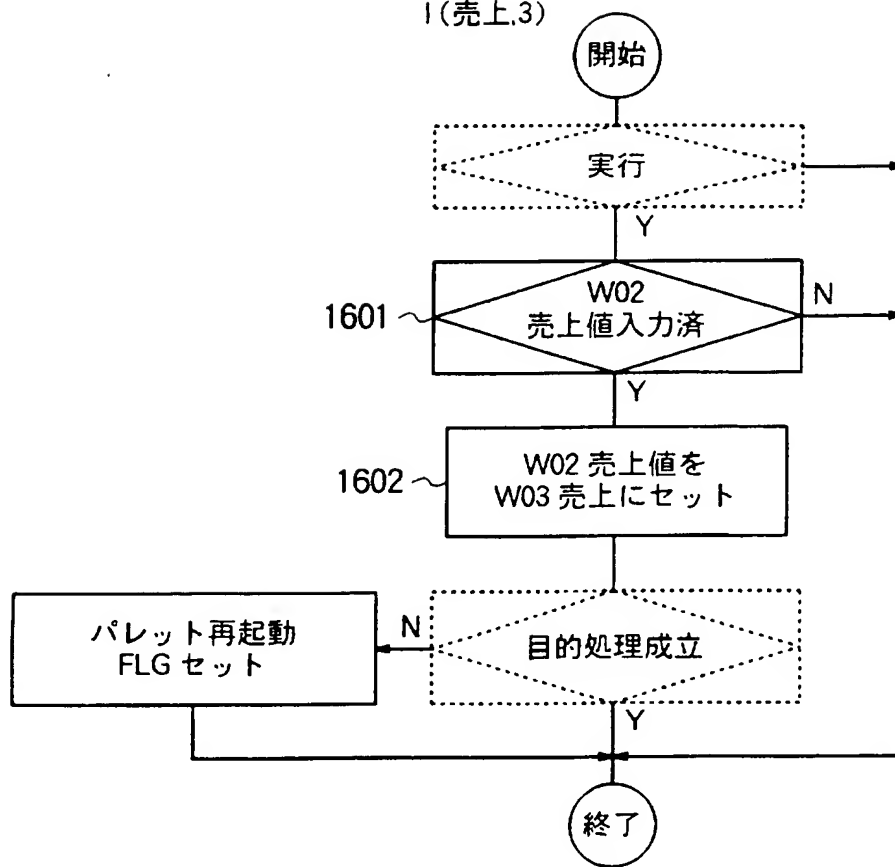 I(売上,3)
開始
実行
Y
1601
W02
売上値入力済
N
Y
1602
W02 売上値を
W03 売上にセット
パレット再起動
FLG セット
N
目的処理成立
Y
終了